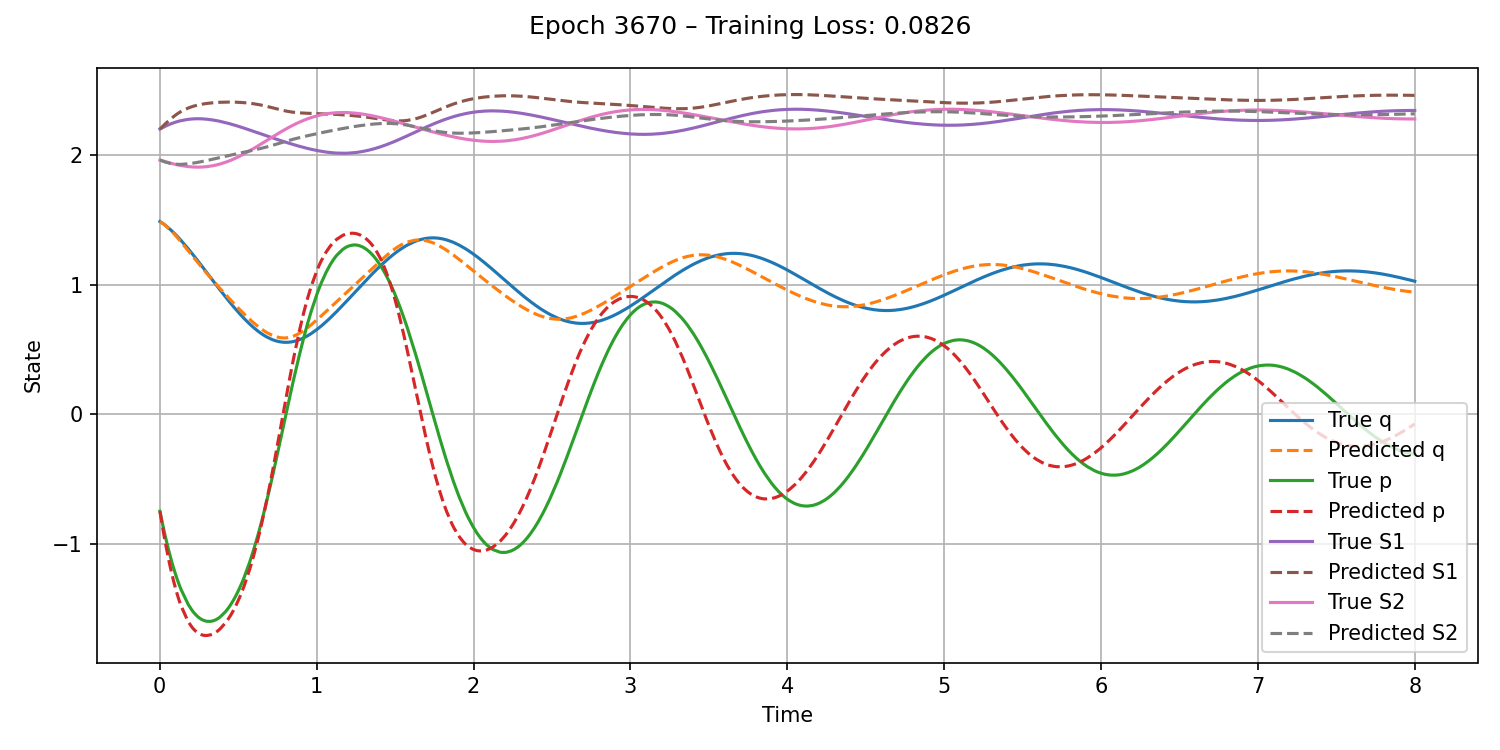 Epoch 3670 – Training Loss: 0.0826
State
2
1
0
−1
True q
Predicted q
True p
Predicted p
True S1
Predicted S1
True S2
Predicted S2
0 1 2 3 4 5 6 7 8
Time